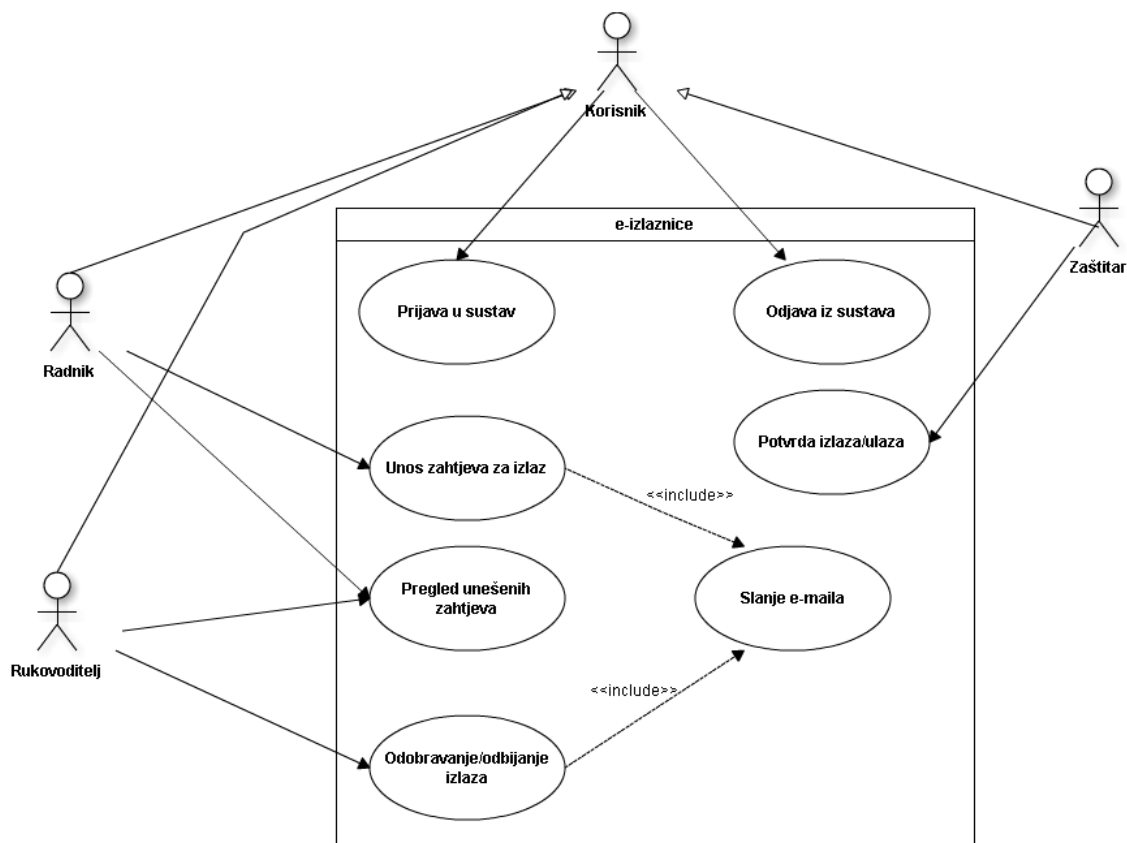 Korisnik
e-izlaznice
Zaštitar
Prijava u sustav
Odjava iz sustava
Radnik
Potvrda izlaza/ulaza
Unos zahtjeva za izlaz
<<include>>
Pregled unešenih
zahtjeva
Slanje e-maila
Rukovoditelj
<<include>>
Odobravanje/odbijanje
izlaza